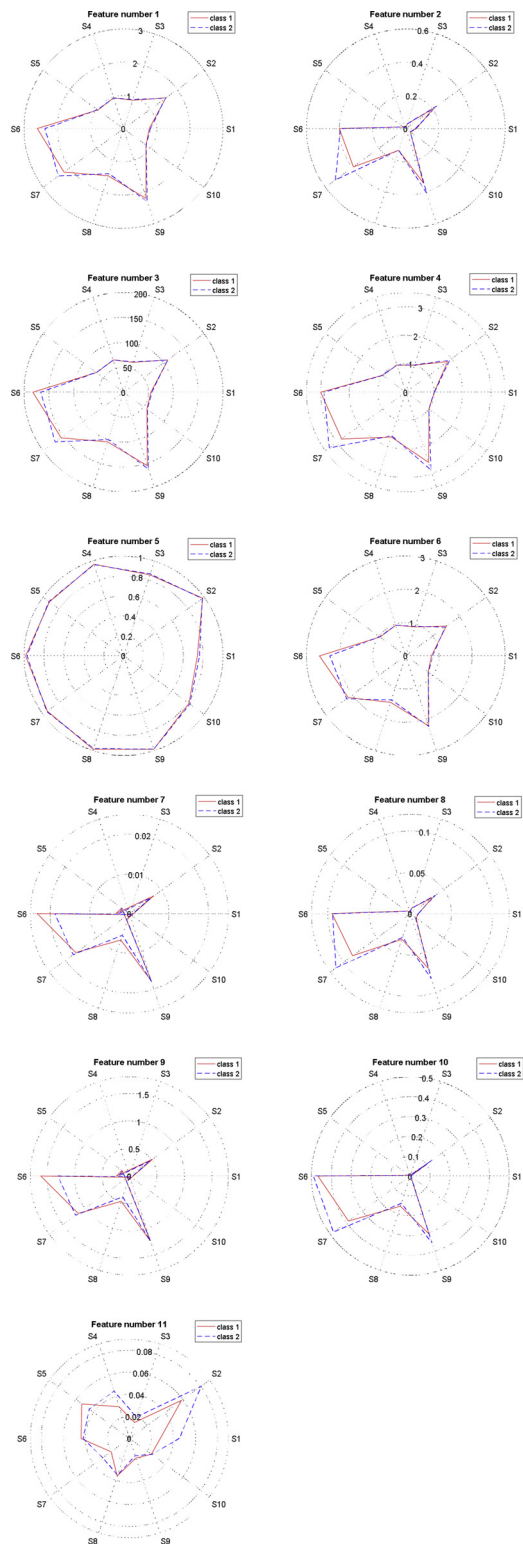 Feature number 1
class 1
class 2
S4
S3
S5
S2
S6
S1
S7
S10
S8
S9
3
2
1
0
Feature number 2
class 1
class 2
S4
S3
S5
S2
S6
S1
S7
S10
S8
S9
0.6
0.4
0.2
0
Feature number 3
class 1
class 2
S4
S3
S5
S2
S6
S1
S7
S10
S8
S9
200
150
100
50
0
Feature number 4
class 1
class 2
S4
S3
S5
S2
S6
S1
S7
S10
S8
S9
3
2
1
0
Feature number 5
class 1
class 2
S4
S3
S5
S2
S6
S1
S7
S10
S8
S9
1
0.8
0.6
0.4
0.2
0
Feature number 6
class 1
class 2
S4
S3
S5
S2
S6
S1
S7
S10
S8
S9
3
2
1
0
Feature number 7
class 1
class 2
S4
S3
S5
S2
S6
S1
S7
S10
S8
S9
0.02
0.01
0
Feature number 8
class 1
class 2
S4
S3
S5
S2
S6
S1
S7
S10
S8
S9
0.1
0.05
0
Feature number 9
class 1
class 2
S4
S3
S5
S2
S6
S1
S7
S10
S8
S9
1.5
1
0.5
0
Feature number 10
class 1
class 2
S4
S3
S5
S2
S6
S1
S7
S10
S8
S9
0.5
0.4
0.3
0.2
0.1
0
Feature number 11
class 1
class 2
S4
S3
S5
S2
S6
S1
S7
S10
S8
S9
0.08
0.06
0.04
0.02
0